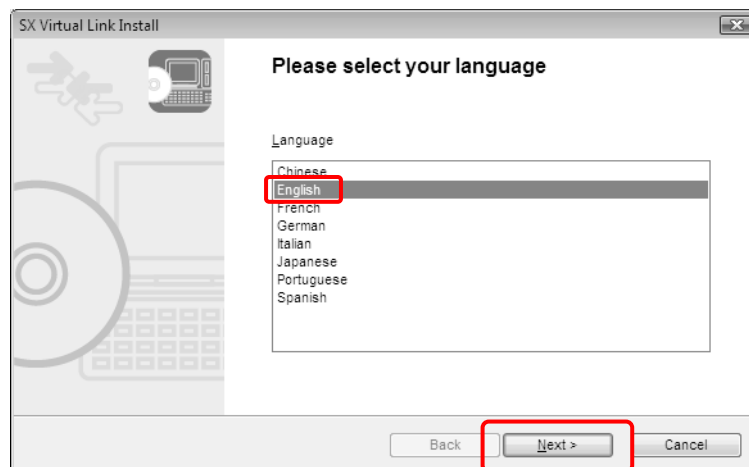 SX Virtual Link Install
Please select your language
Language
Chinese
English
French
German
Italian
Japanese
Portuguese
Spanish
Back Next > Cancel